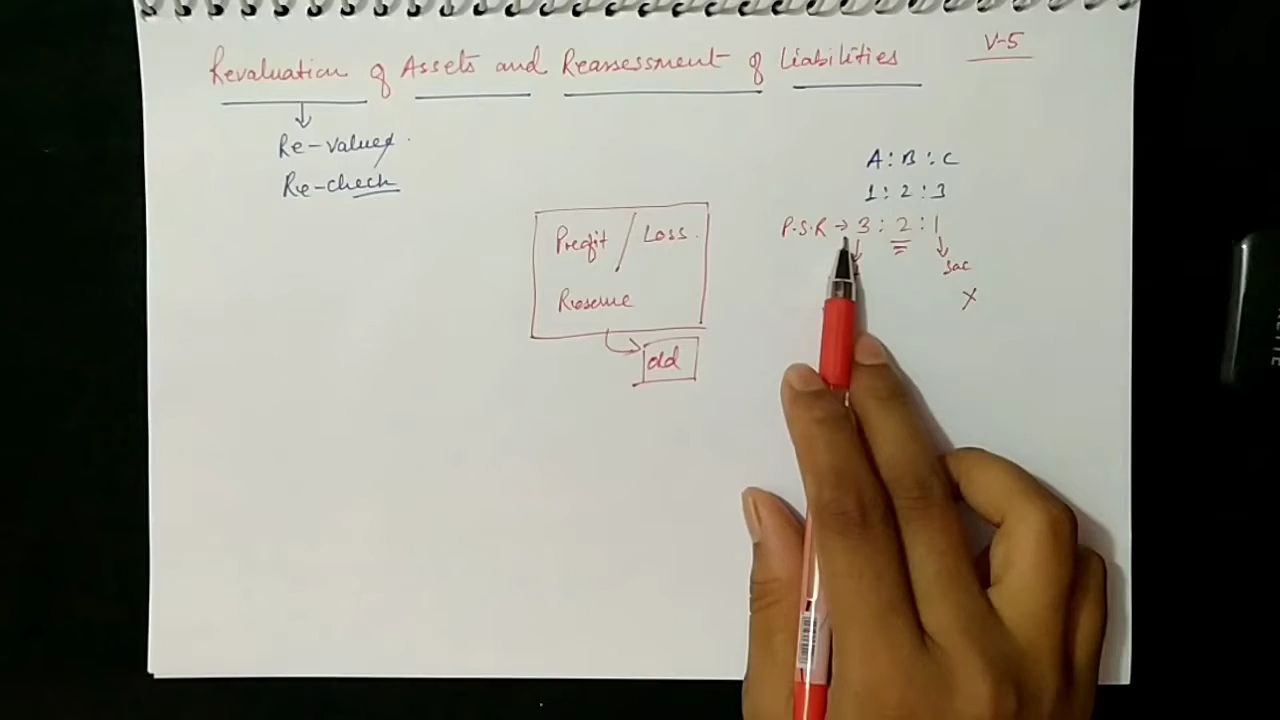 Revaluation of Assets and Reassessment of Liabilities
V-5
Re-valued
Re-check
A : B : C
1 : 2 : 3
P.S.R → 3 : 2 : 1
Sac
X
Profit / Loss
Reserve
old